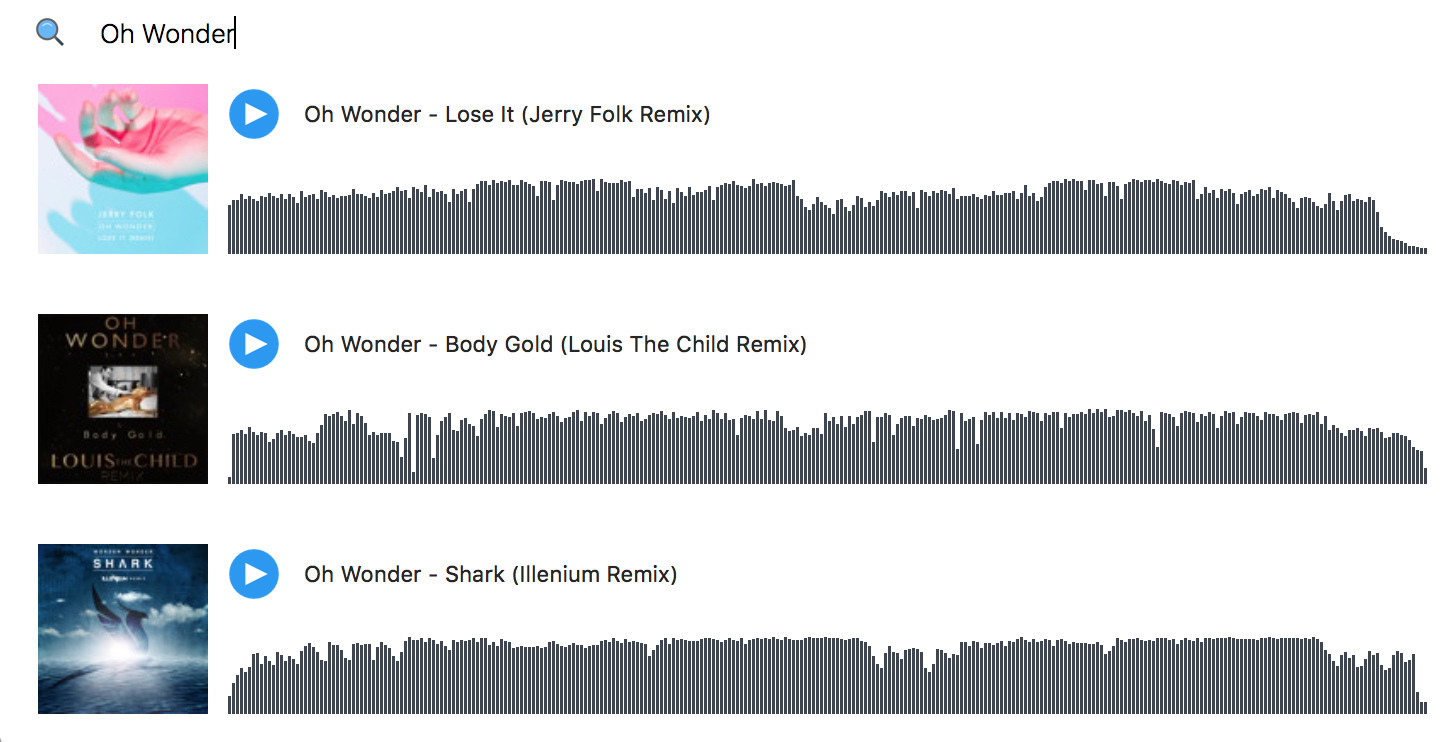 Oh Wonder
JERRY FOLK
OH WONDER
LOSE IT (REMIX)
Oh Wonder - Lose It (Jerry Folk Remix)
OH
WONDER
Body Gold
LOUIS THE CHILD
REMIX
Oh Wonder - Body Gold (Louis The Child Remix)
WONDER WONDER
SHARK
ILLENIUM REMIX
Oh Wonder - Shark (Illenium Remix)